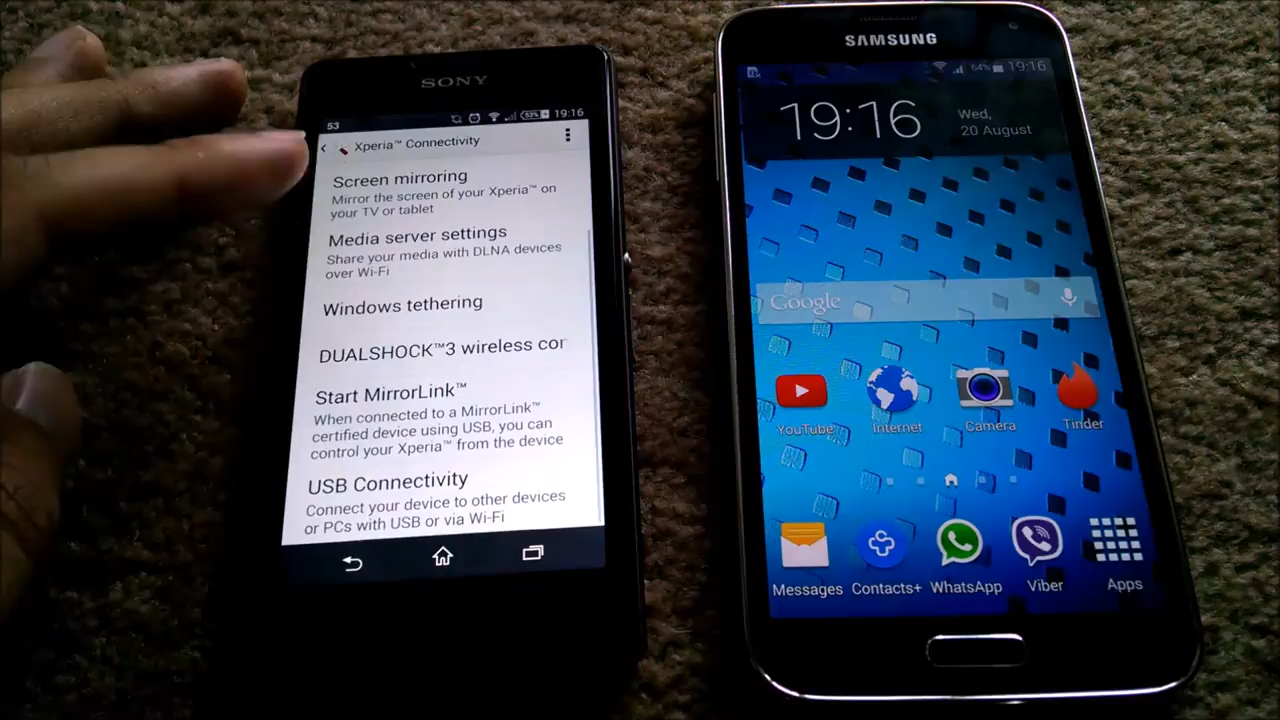 SONY
53
53%
19:16
Xperia™ Connectivity
Screen mirroring
Mirror the screen of your Xperia™ on
your TV or tablet
Media server settings
Share your media with DLNA devices
over Wi-Fi
Windows tethering
DUALSHOCK™3 wireless cor
Start MirrorLink™
When connected to a MirrorLink™
certified device using USB, you can
control your Xperia™ from the device
USB Connectivity
Connect your device to other devices
or PCs with USB or via Wi-Fi
SAMSUNG
64% 19:16
19:16
Wed,
20 August
Google
YouTube
Internet
Camera
Tinder
Messages
Contacts+
WhatsApp
Viber
Apps